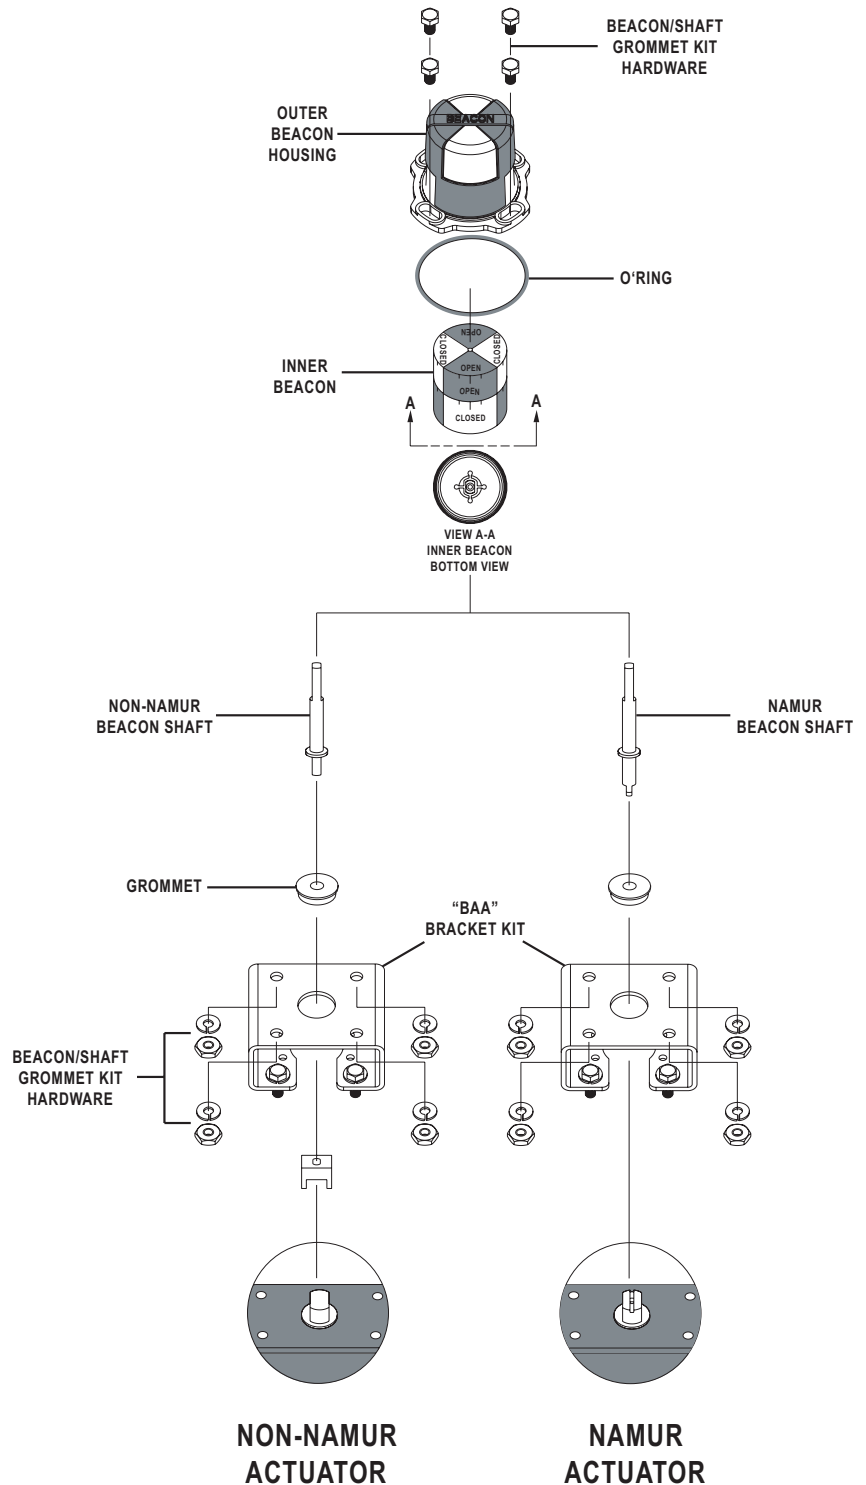 BEACON/SHAFT
GROMMET KIT
HARDWARE
OUTER
BEACON
HOUSING
BEACON
O‘RING
OPEN
CLOSED
CLOSED
OPEN
OPEN
CLOSED
INNER
BEACON
A
A
VIEW A-A
INNER BEACON
BOTTOM VIEW
NON-NAMUR
BEACON SHAFT
NAMUR
BEACON SHAFT
GROMMET
“BAA”
BRACKET KIT
BEACON/SHAFT
GROMMET KIT
HARDWARE
NON-NAMUR
ACTUATOR
NAMUR
ACTUATOR